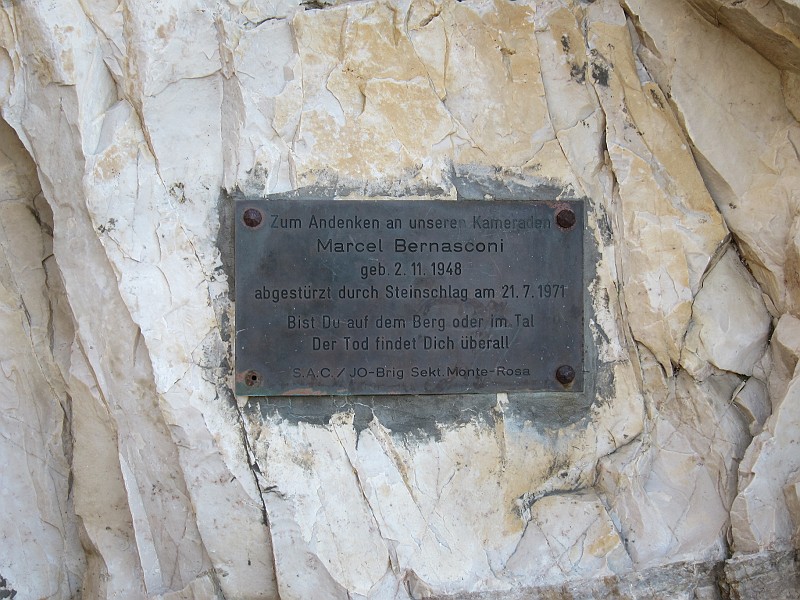 Zum Andenken an unseren Kameraden
Marcel Bernasconi
geb. 2. 11. 1948
abgestürzt durch Steinschlag am 21. 7. 1971
Bist Du auf dem Berg oder im Tal
Der Tod findet Dich überall
S.A.C. / JO-Brig Sekt. Monte-Rosa